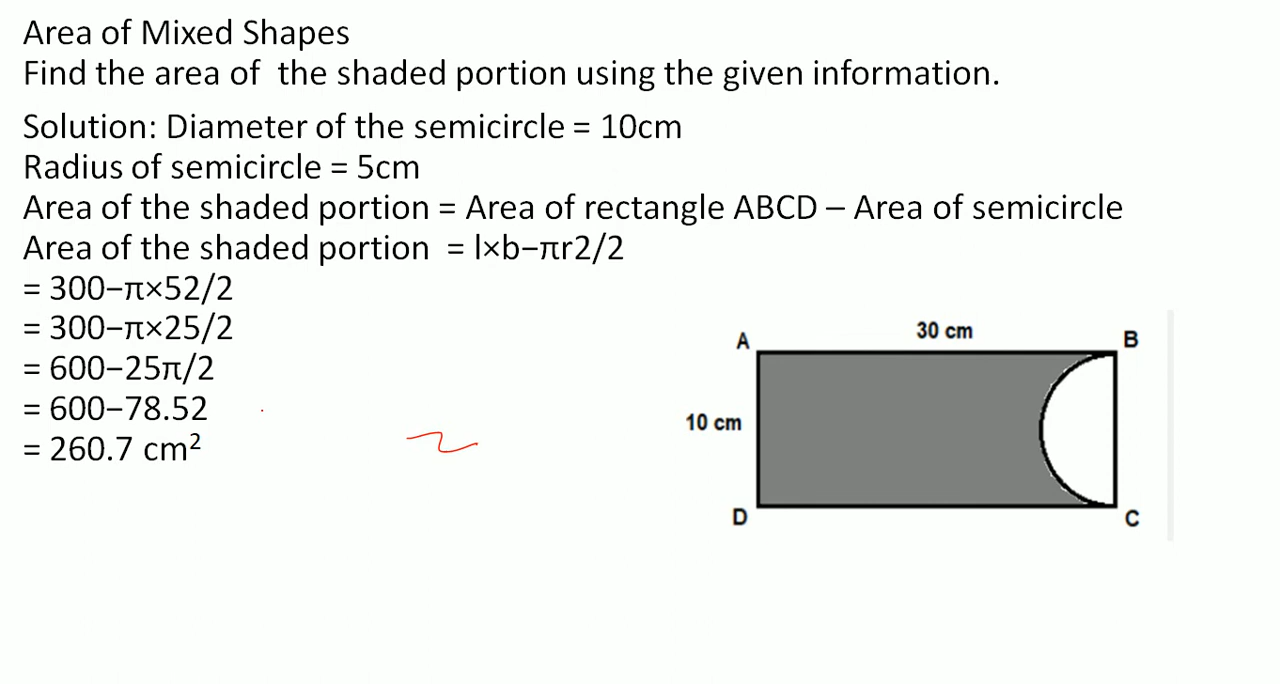 Area of Mixed Shapes
Find the area of  the shaded portion using the given information.
Solution: Diameter of the semicircle = 10cm
Radius of semicircle = 5cm
Area of the shaded portion = Area of rectangle ABCD – Area of semicircle
Area of the shaded portion  = l×b−πr2/2
= 300−π×52/2
= 300−π×25/2
= 600−25π/2
= 600−78.52
= 260.7 cm²
30 cm
A
B
10 cm
D
C